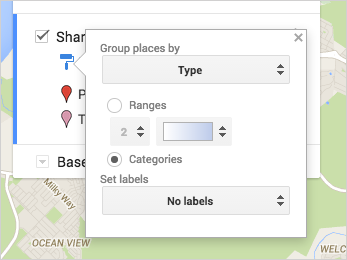 Shar
Group places by
Type
Ranges
2
Categories
Set labels
No labels
P
T
Base
Milky Way
OCEAN VIEW
WELC